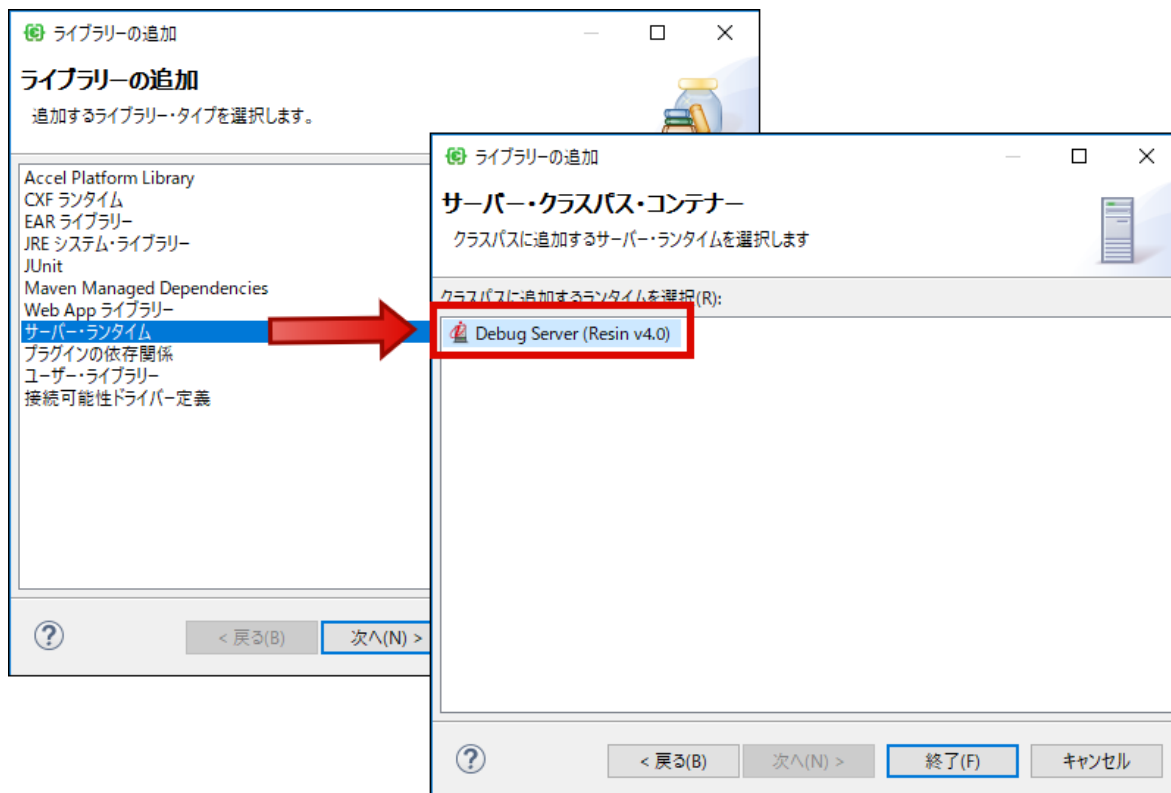 ライブラリーの追加
ライブラリーの追加
追加するライブラリー・タイプを選択します。
Accel Platform Library
CXF ランタイム
EAR ライブラリー
JRE システム・ライブラリー
JUnit
Maven Managed Dependencies
Web App ライブラリー
サーバー・ランタイム
プラグインの依存関係
ユーザー・ライブラリー
接続可能性ドライバー定義
< 戻る(B) 次へ(N) >
ライブラリーの追加
サーバー・クラスパス・コンテナー
クラスパスに追加するサーバー・ランタイムを選択します
クラスパスに追加するランタイムを選択(R):
Debug Server (Resin v4.0)
< 戻る(B) 次へ(N) > 終了(F) キャンセル